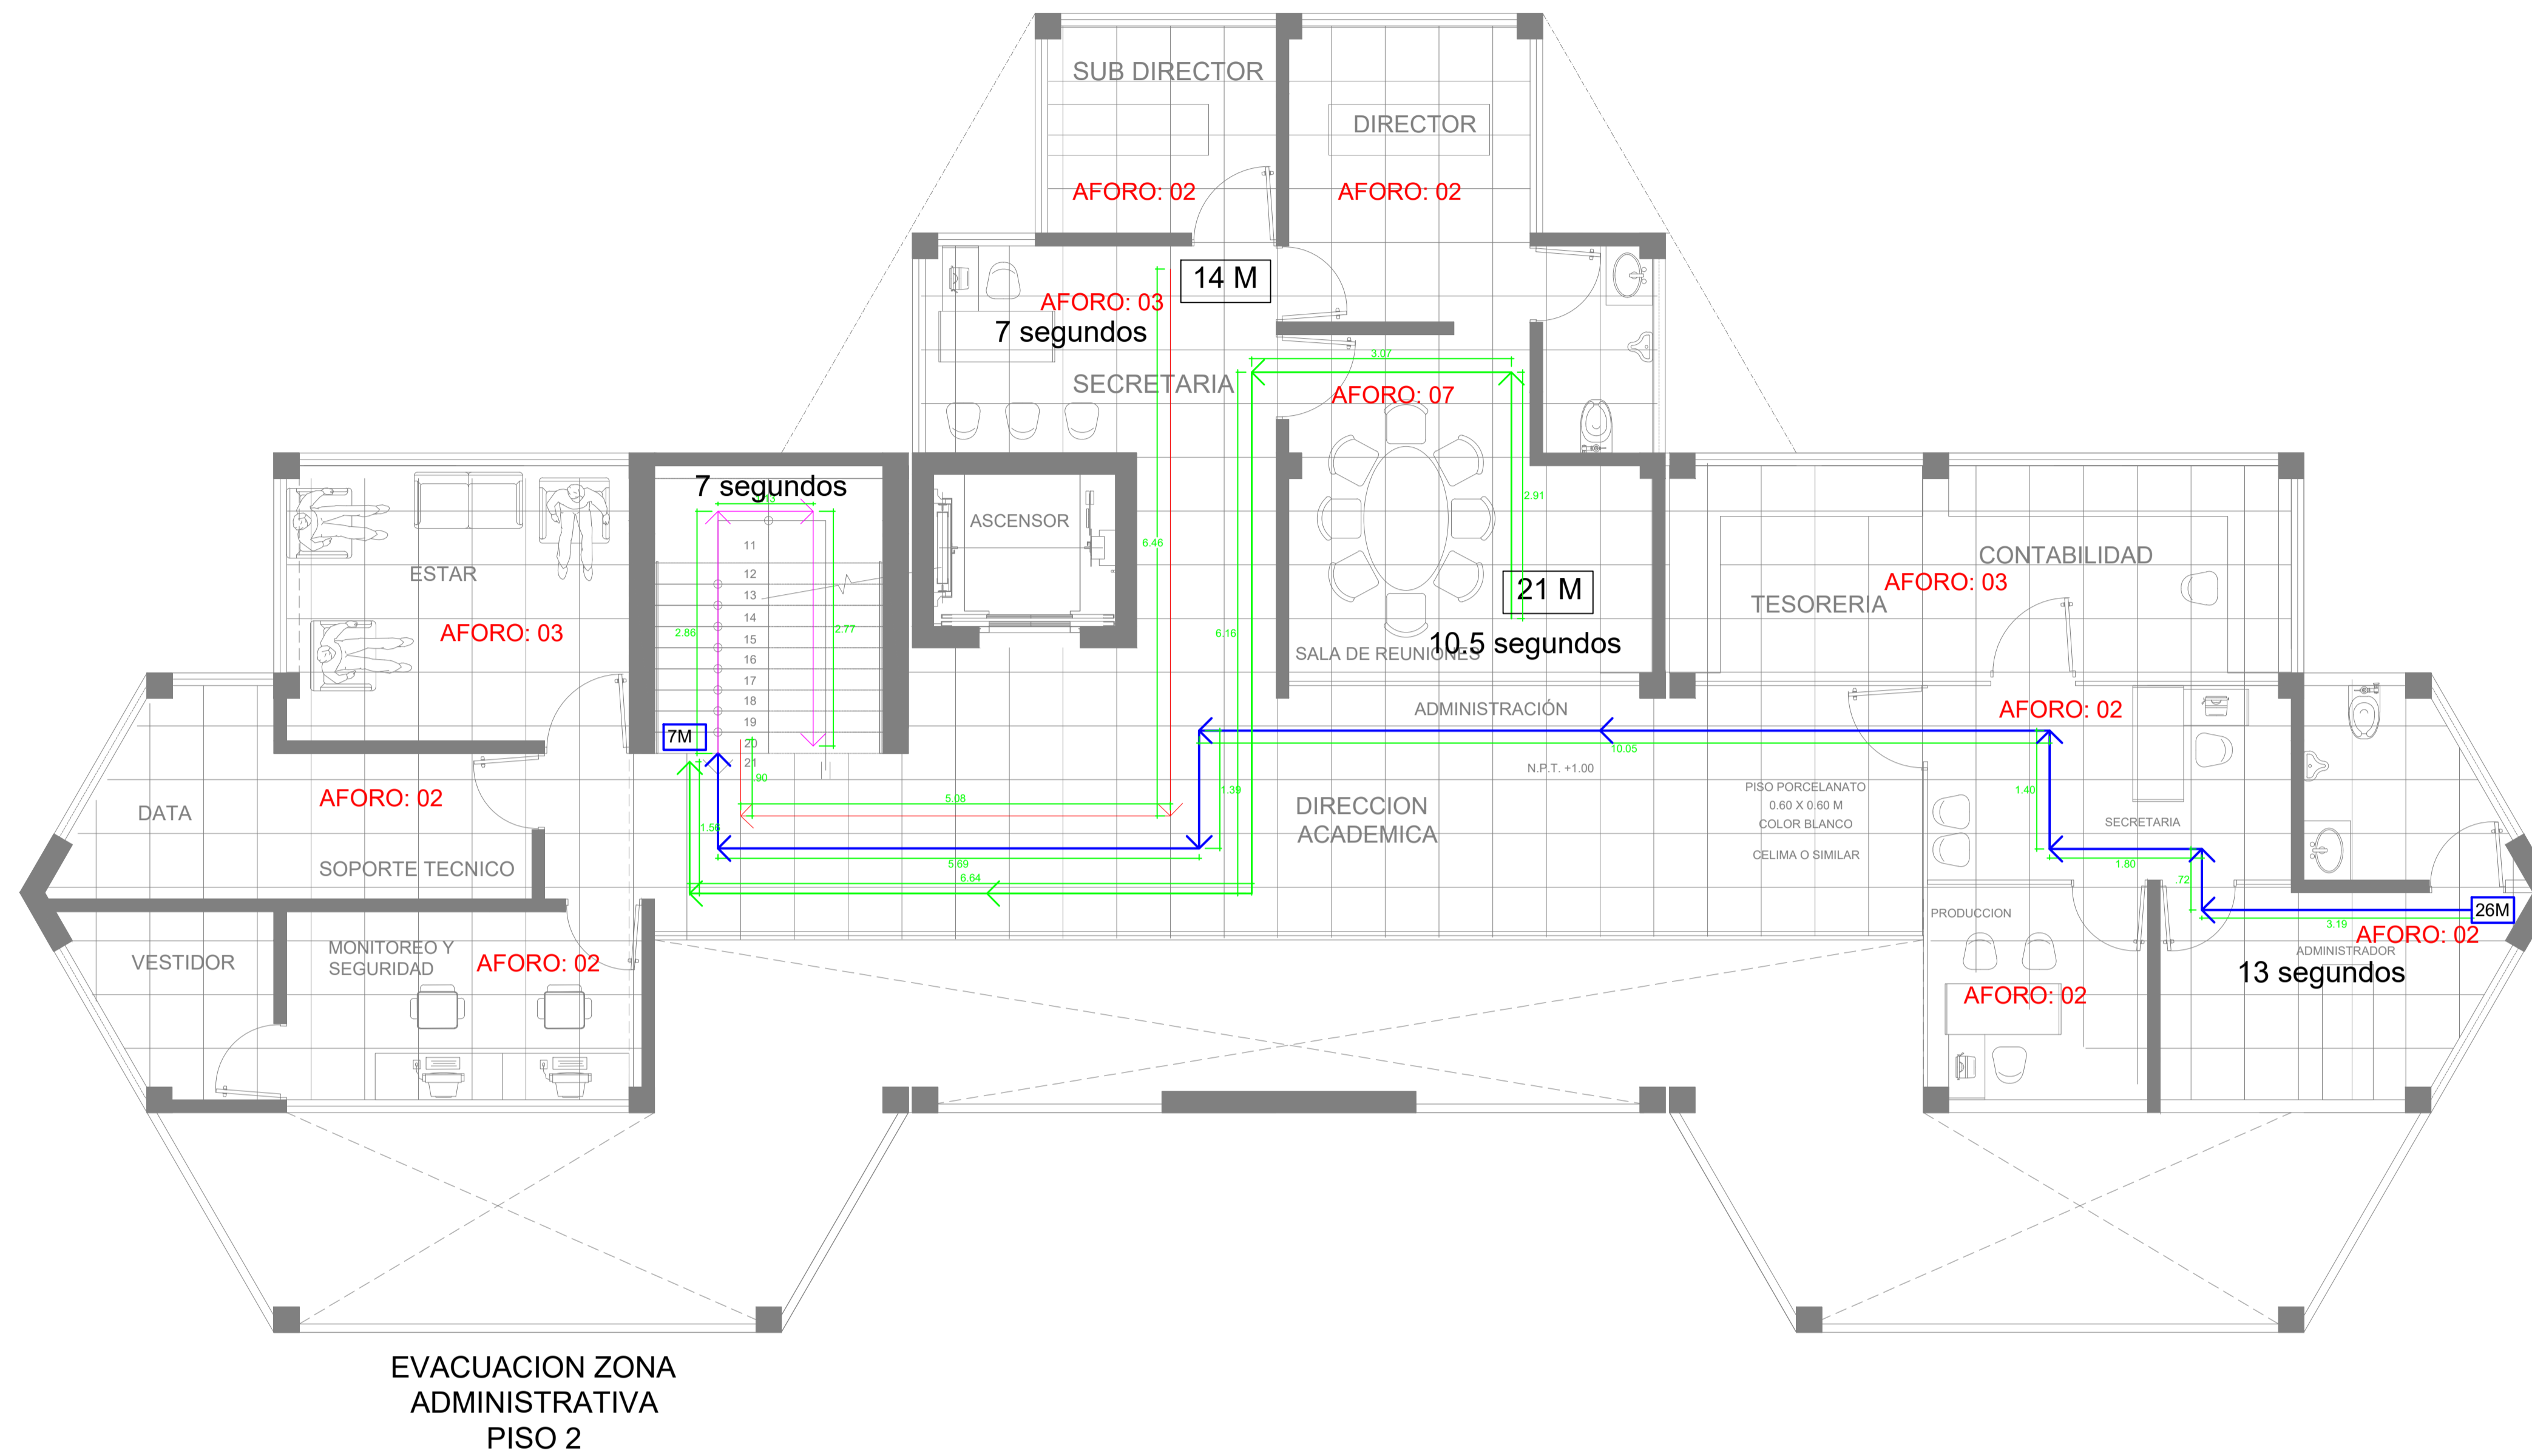 SUB DIRECTOR
DIRECTOR
AFORO: 02
AFORO: 02
14 M
AFORO: 03
7 segundos
3.07
SECRETARIA
AFORO: 07
7 segundos
2.91
ASCENSOR
11
6.46
CONTABILIDAD
ESTAR
12
AFORO: 03
21 M
13
TESORERIA
14
AFORO: 03
2.86
2.77
6.16
15
10.5 segundos
SALA DE REUNIONES
16
17
18
ADMINISTRACIÓN
AFORO: 02
19
7M
20
10.05
21
N.P.T. +1.00
.90
PISO PORCELANATO
0.60 X 0.60 M
COLOR BLANCO
CELIMA O SIMILAR
1.39
1.40
AFORO: 02
5.08
DATA
DIRECCION
ACADEMICA
1.56
SECRETARIA
SOPORTE TECNICO
5.69
1.80
6.64
.72
PRODUCCION
26M
3.19
AFORO: 02
MONITOREO Y
SEGURIDAD
VESTIDOR
AFORO: 02
ADMINISTRADOR
13 segundos
AFORO: 02
EVACUACION ZONA
ADMINISTRATIVA
PISO 2